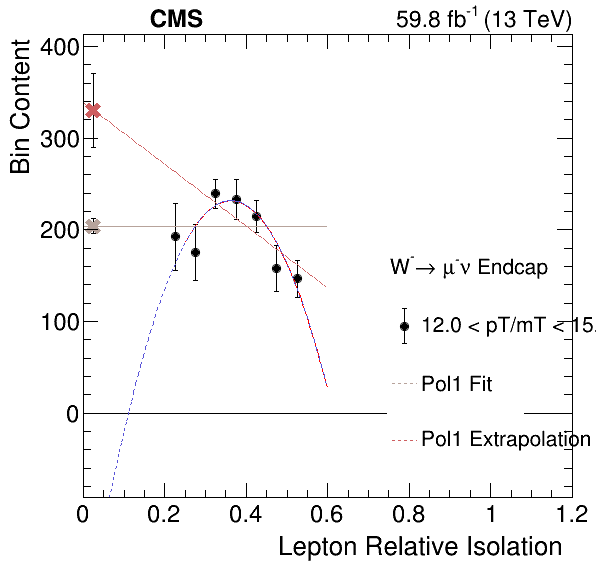 CMS
59.8 fb⁻¹ (13 TeV)
Bin Content
400
300
200
100
0
W⁻→ μ⁻ν Endcap
12.0 < pT/mT < 15.
Pol1 Fit
Pol1 Extrapolation
0 0.2 0.4 0.6 0.8 1 1.2
Lepton Relative Isolation